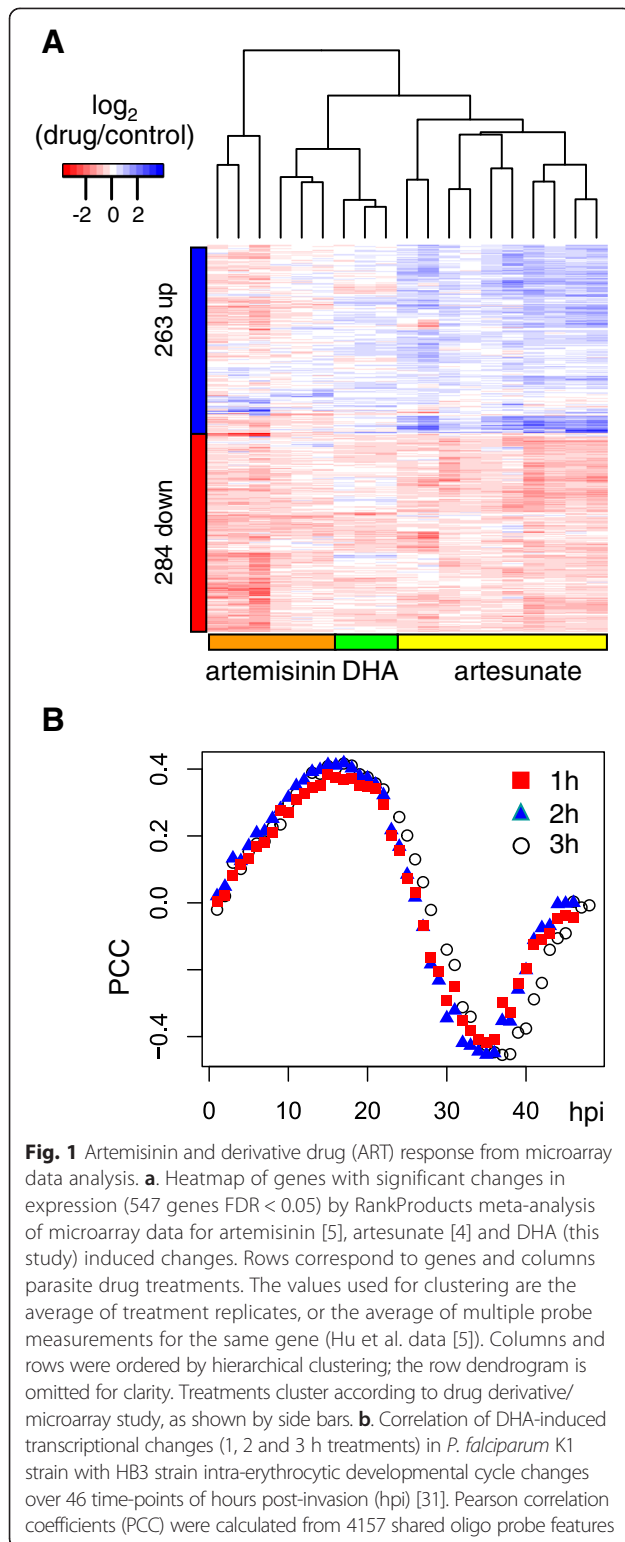 A
log2
(drug/control)
-2 0 2
263 up
284 down
artemisinin DHA artesunate
B
PCC
0.4
0.2
0.0
−0.4
1h
2h
3h
0 10 20 30 40 hpi
Fig. 1 Artemisinin and derivative drug (ART) response from microarray
data analysis. a. Heatmap of genes with significant changes in
expression (547 genes FDR < 0.05) by RankProducts meta-analysis
of microarray data for artemisinin [5], artesunate [4] and DHA (this
study) induced changes. Rows correspond to genes and columns
parasite drug treatments. The values used for clustering are the
average of treatment replicates, or the average of multiple probe
measurements for the same gene (Hu et al. data [5]). Columns and
rows were ordered by hierarchical clustering; the row dendrogram is
omitted for clarity. Treatments cluster according to drug derivative/
microarray study, as shown by side bars. b. Correlation of DHA-induced
transcriptional changes (1, 2 and 3 h treatments) in P. falciparum K1
strain with HB3 strain intra-erythrocytic developmental cycle changes
over 46 time-points of hours post-invasion (hpi) [31]. Pearson correlation
coefficients (PCC) were calculated from 4157 shared oligo probe features